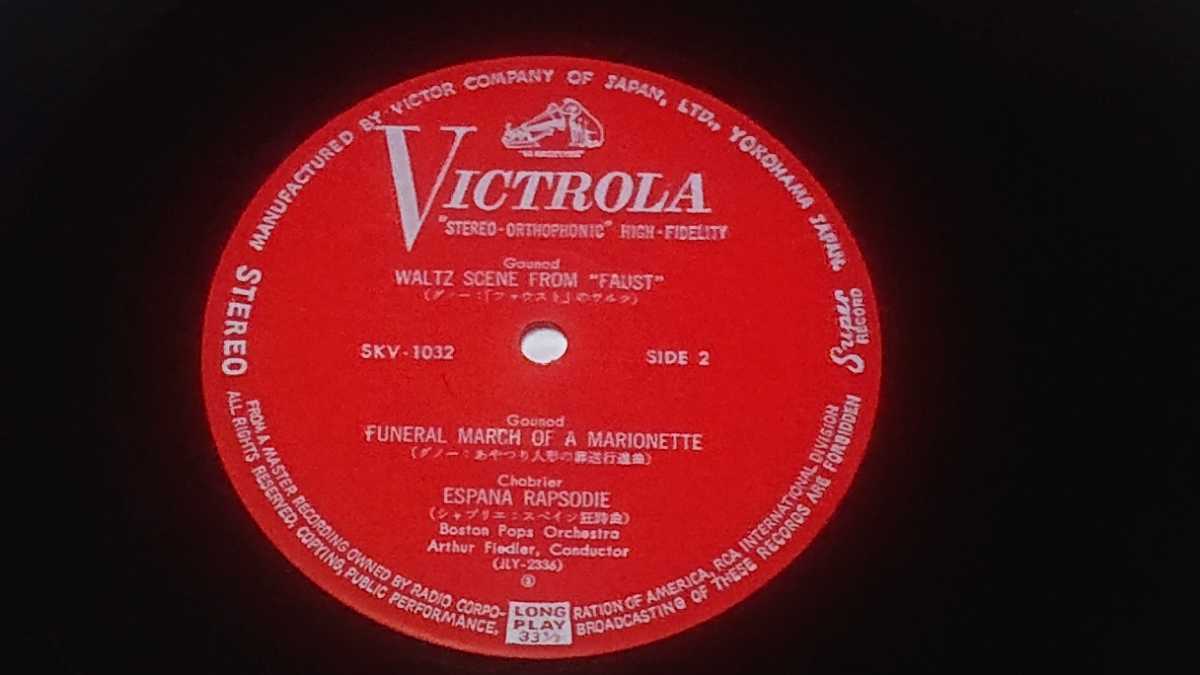 MANUFACTURED BY VICTOR COMPANY OF JAPAN, LTD., YOKOHAMA JAPAN.
VICTROLA
"STEREO-ORTHOPHONIC" HIGH-FIDELITY
Gounod
WALTZ SCENE FROM "FAUST"
(グノー:「ファウスト」のワルツ)
STEREO
SKV-1032
SIDE 2
Super
RECORD
Gounod
FUNERAL MARCH OF A MARIONETTE
(グノー:あやつり人形の葬送行進曲)
Chabrier
ESPANA RAPSODIE
(シャブリエ:スペイン狂詩曲)
Boston Pops Orchestra
Arthur Fiedler, Conductor
(JLY-2336)
FROM A MASTER RECORDING OWNED BY RADIO CORPO-
RATION OF AMERICA, RCA INTERNATIONAL DIVISION
ALL RIGHTS RESERVED, COPYING, PUBLIC PERFORMANCE,
BROADCASTING OF THESE RECORDS ARE FORBIDDEN
LONG
PLAY
33⅓